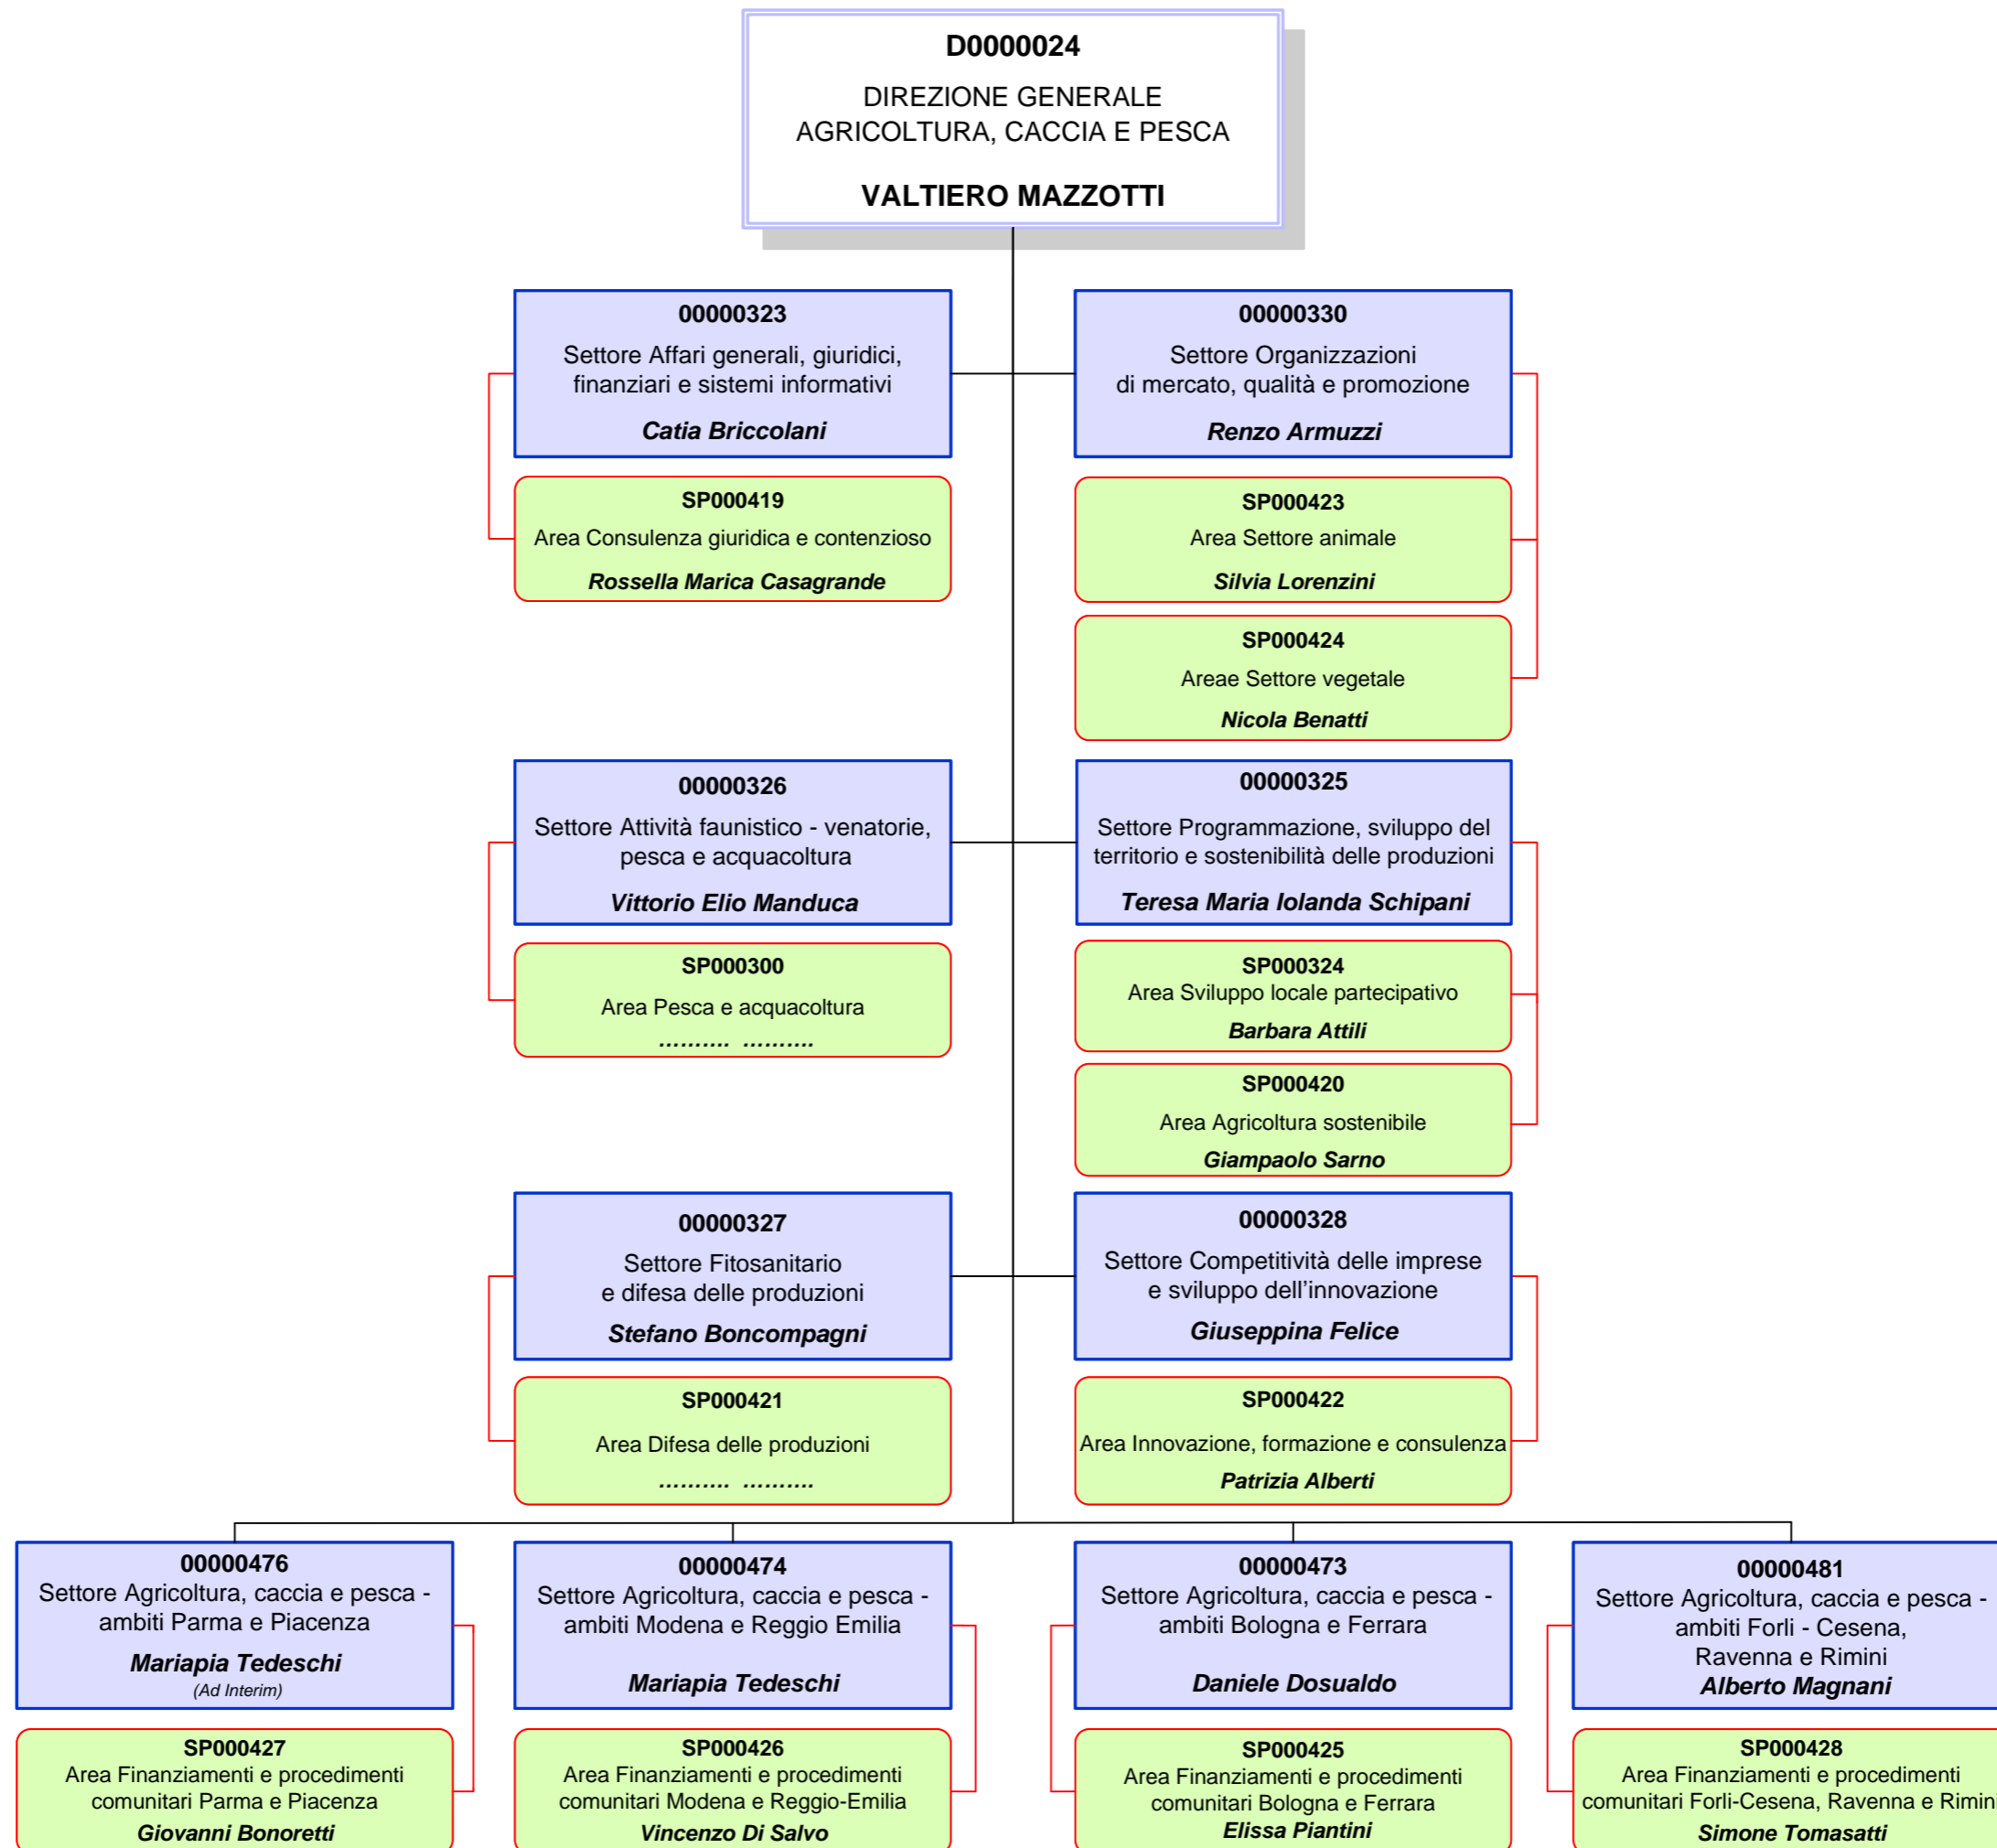 D0000024
DIREZIONE GENERALE
AGRICOLTURA, CACCIA E PESCA
VALTIERO MAZZOTTI
00000323
Settore Affari generali, giuridici,
finanziari e sistemi informativi
Catia Briccolani
00000330
Settore Organizzazioni
di mercato, qualità e promozione
Renzo Armuzzi
SP000419
Area Consulenza giuridica e contenzioso
Rossella Marica Casagrande
SP000423
Area Settore animale
Silvia Lorenzini
SP000424
Areae Settore vegetale
Nicola Benatti
00000326
Settore Attività faunistico - venatorie,
pesca e acquacoltura
Vittorio Elio Manduca
00000325
Settore Programmazione, sviluppo del
territorio e sostenibilità delle produzioni
Teresa Maria Iolanda Schipani
SP000300
Area Pesca e acquacoltura
.......... ..........
SP000324
Area Sviluppo locale partecipativo
Barbara Attili
SP000420
Area Agricoltura sostenibile
Giampaolo Sarno
00000327
Settore Fitosanitario
e difesa delle produzioni
Stefano Boncompagni
00000328
Settore Competitività delle imprese
e sviluppo dell’innovazione
Giuseppina Felice
SP000421
Area Difesa delle produzioni
.......... ..........
SP000422
Area Innovazione, formazione e consulenza
Patrizia Alberti
00000476
Settore Agricoltura, caccia e pesca -
ambiti Parma e Piacenza
Mariapia Tedeschi
(Ad Interim)
00000474
Settore Agricoltura, caccia e pesca -
ambiti Modena e Reggio Emilia
Mariapia Tedeschi
00000473
Settore Agricoltura, caccia e pesca -
ambiti Bologna e Ferrara
Daniele Dosualdo
00000481
Settore Agricoltura, caccia e pesca -
ambiti Forli - Cesena,
Ravenna e Rimini
Alberto Magnani
SP000427
Area Finanziamenti e procedimenti
comunitari Parma e Piacenza
Giovanni Bonoretti
SP000426
Area Finanziamenti e procedimenti
comunitari Modena e Reggio-Emilia
Vincenzo Di Salvo
SP000425
Area Finanziamenti e procedimenti
comunitari Bologna e Ferrara
Elissa Piantini
SP000428
Area Finanziamenti e procedimenti
comunitari Forli-Cesena, Ravenna e Rimini
Simone Tomasatti